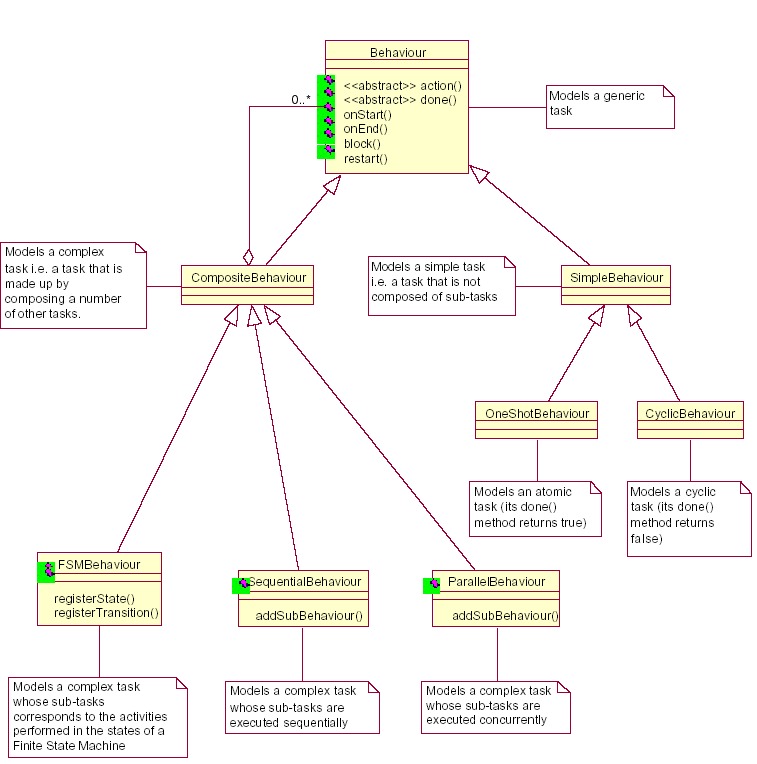 Behaviour
<<abstract>> action()
<<abstract>> done()
onStart()
onEnd()
block()
restart()
0..*
Models a generic
task
Models a complex
task i.e. a task that is
made up by
composing a number
of other tasks.
CompositeBehaviour
Models a simple task
i.e. a task that is not
composed of sub-tasks
SimpleBehaviour
OneShotBehaviour
CyclicBehaviour
Models an atomic
task (its done()
method returns true)
Models a cyclic
task (its done()
method returns
false)
FSMBehaviour
registerState()
registerTransition()
SequentialBehaviour
addSubBehaviour()
ParallelBehaviour
addSubBehaviour()
Models a complex task
whose sub-tasks
corresponds to the activities
performed in the states of a
Finite State Machine
Models a complex task
whose sub-tasks are
executed sequentially
Models a complex task
whose sub-tasks are
executed concurrently